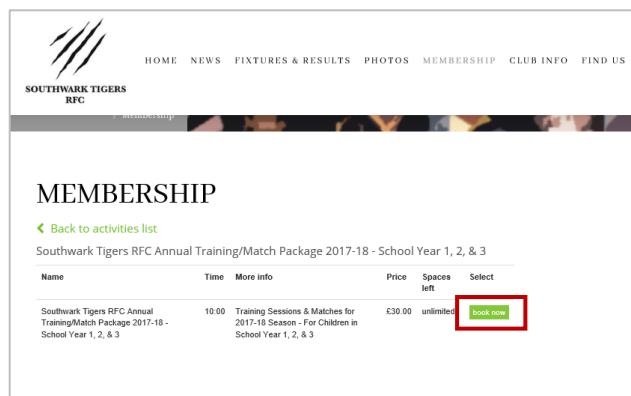 HOME NEWS FIXTURES & RESULTS PHOTOS MEMBERSHIP CLUB INFO FIND US
SOUTHWARK TIGERS
RFC
/ Membership
MEMBERSHIP
Back to activities list
Southwark Tigers RFC Annual Training/Match Package 2017-18 - School Year 1, 2, & 3
Name Time More info Price Spaces left Select
Southwark Tigers RFC Annual 10:00 Training Sessions & Matches for £30.00 unlimited book now
Training/Match Package 2017-18 - 2017-18 Season - For Children in
School Year 1, 2, & 3 School Year 1, 2, & 3